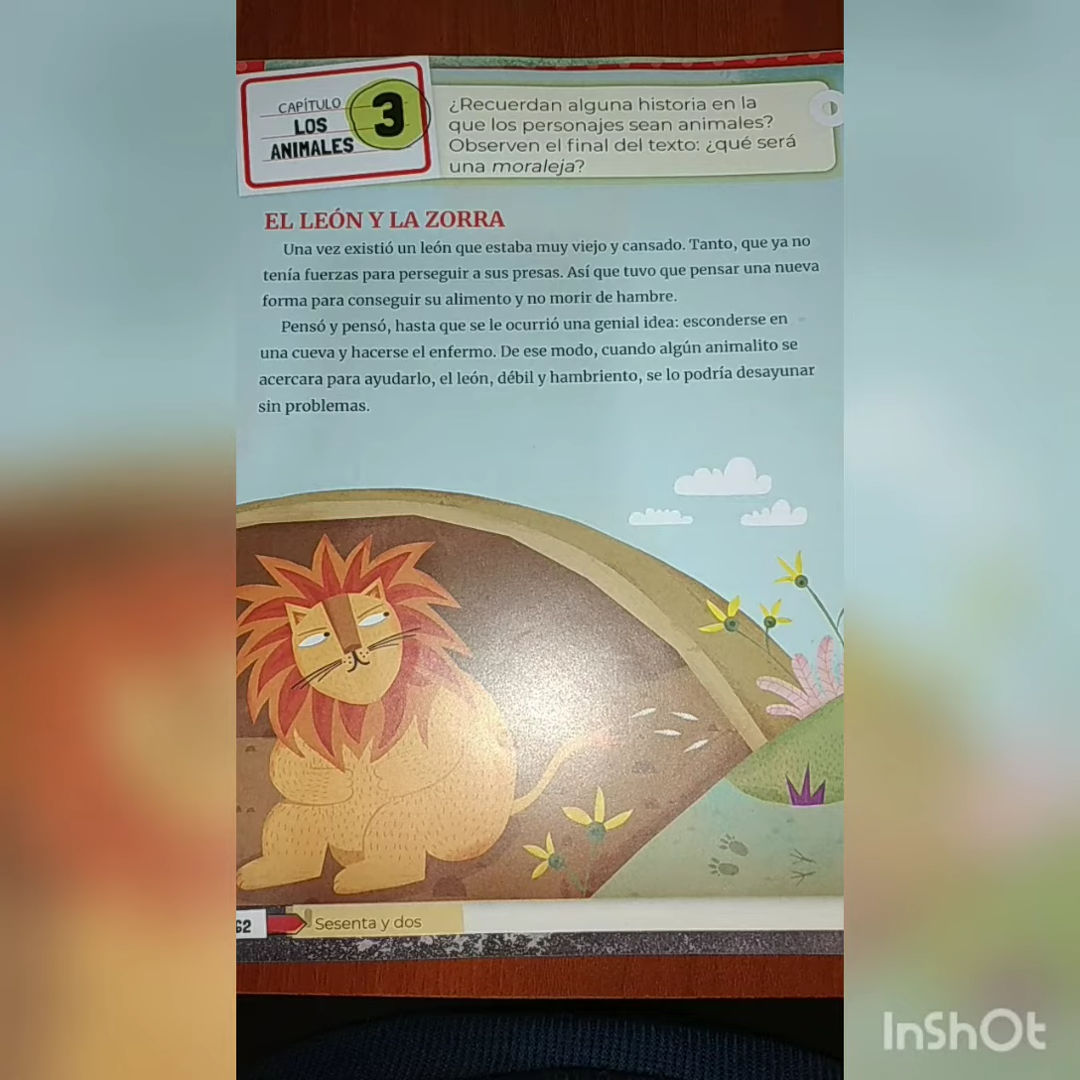 CAPÍTULO
LOS
ANIMALES
3
¿Recuerdan alguna historia en la
que los personajes sean animales?
Observen el final del texto: ¿qué será
una moraleja?
EL LEÓN Y LA ZORRA
Una vez existió un león que estaba muy viejo y cansado. Tanto, que ya no
tenía fuerzas para perseguir a sus presas. Así que tuvo que pensar una nueva
forma para conseguir su alimento y no morir de hambre.
Pensó y pensó, hasta que se le ocurrió una genial idea: esconderse en
una cueva y hacerse el enfermo. De ese modo, cuando algún animalito se
acercara para ayudarlo, el león, débil y hambriento, se lo podría desayunar
sin problemas.
62
Sesenta y dos
InShOt